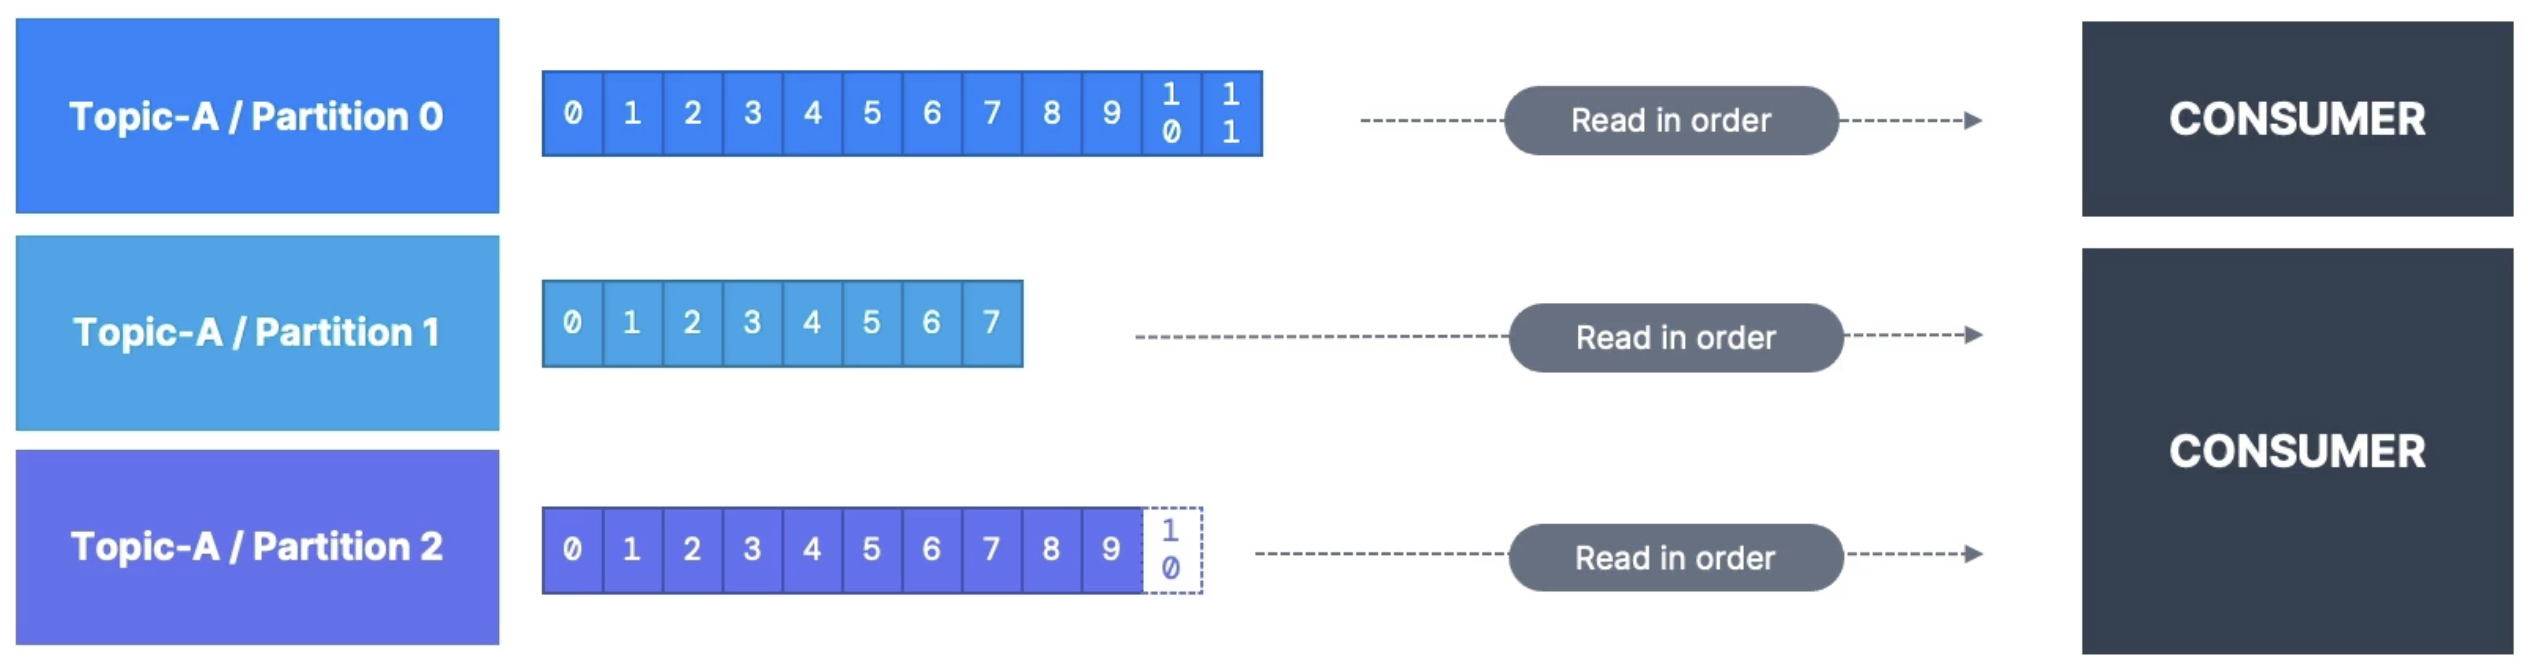 Topic-A / Partition 0
0 1 2 3 4 5 6 7 8 9 10 11
Read in order
CONSUMER
Topic-A / Partition 1
0 1 2 3 4 5 6 7
Read in order
CONSUMER
Topic-A / Partition 2
0 1 2 3 4 5 6 7 8 9 10
Read in order